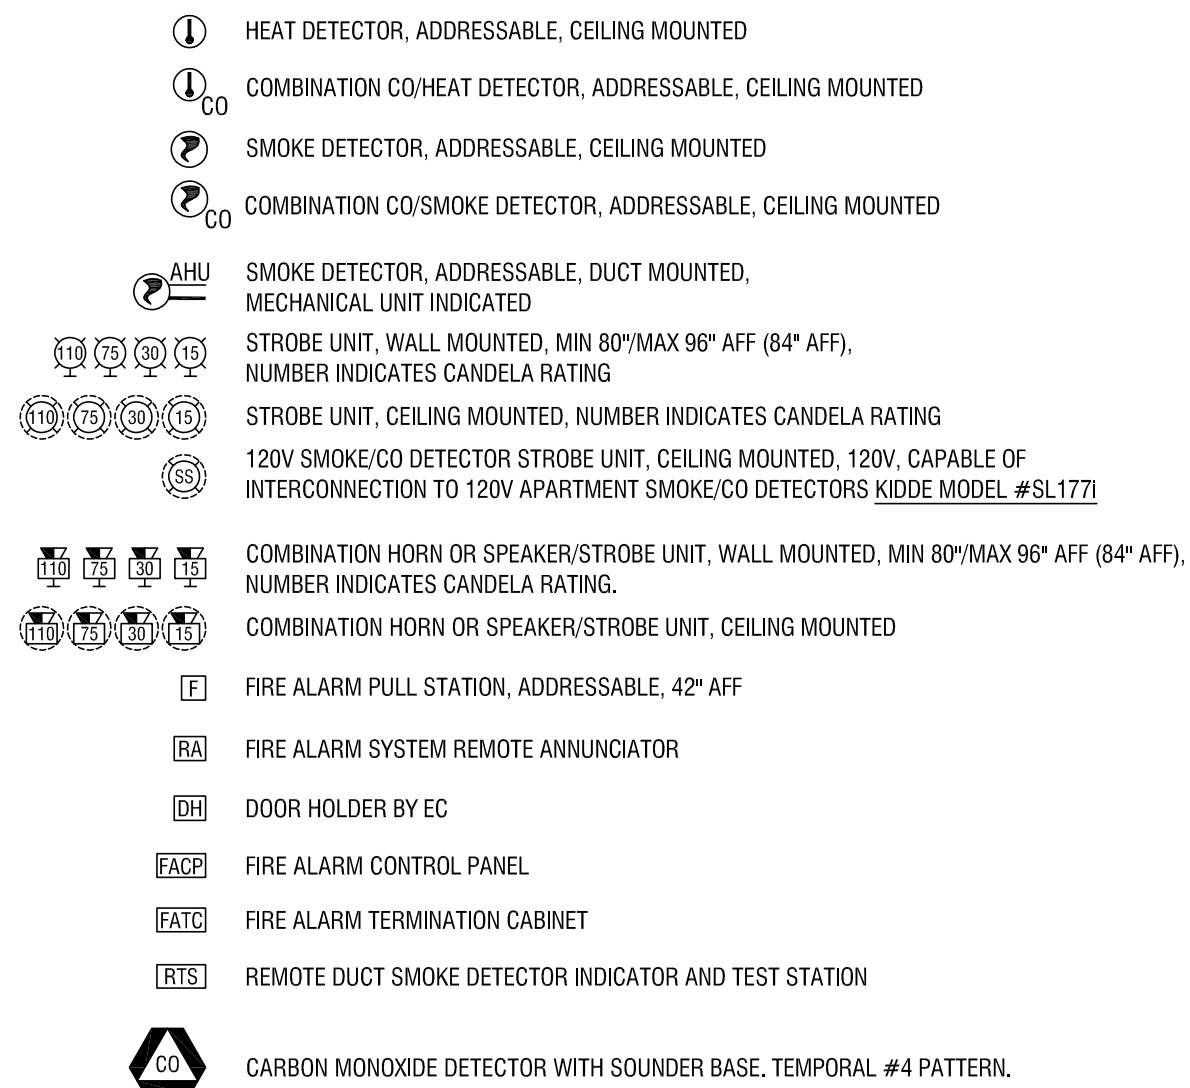 HEAT DETECTOR, ADDRESSABLE, CEILING MOUNTED
CO COMBINATION CO/HEAT DETECTOR, ADDRESSABLE, CEILING MOUNTED
SMOKE DETECTOR, ADDRESSABLE, CEILING MOUNTED
CO COMBINATION CO/SMOKE DETECTOR, ADDRESSABLE, CEILING MOUNTED
AHU SMOKE DETECTOR, ADDRESSABLE, DUCT MOUNTED,
MECHANICAL UNIT INDICATED
110 75 30 15 STROBE UNIT, WALL MOUNTED, MIN 80"/MAX 96" AFF (84" AFF),
NUMBER INDICATES CANDELA RATING
110 75 30 15 STROBE UNIT, CEILING MOUNTED, NUMBER INDICATES CANDELA RATING
SS 120V SMOKE/CO DETECTOR STROBE UNIT, CEILING MOUNTED, 120V, CAPABLE OF
INTERCONNECTION TO 120V APARTMENT SMOKE/CO DETECTORS KIDDE MODEL #SL177i
110 75 30 15 COMBINATION HORN OR SPEAKER/STROBE UNIT, WALL MOUNTED, MIN 80"/MAX 96" AFF (84" AFF),
NUMBER INDICATES CANDELA RATING.
110 75 30 15 COMBINATION HORN OR SPEAKER/STROBE UNIT, CEILING MOUNTED
F FIRE ALARM PULL STATION, ADDRESSABLE, 42" AFF
RA FIRE ALARM SYSTEM REMOTE ANNUNCIATOR
DH DOOR HOLDER BY EC
FACP FIRE ALARM CONTROL PANEL
FATC FIRE ALARM TERMINATION CABINET
RTS REMOTE DUCT SMOKE DETECTOR INDICATOR AND TEST STATION
CO CARBON MONOXIDE DETECTOR WITH SOUNDER BASE. TEMPORAL #4 PATTERN.